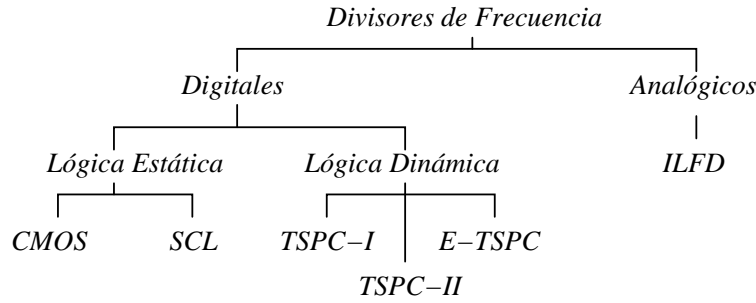 Divisores de Frecuencia
Digitales
Analógicos
Lógica Estática
Lógica Dinámica
ILFD
CMOS
SCL
TSPC−I
E−TSPC
TSPC−II